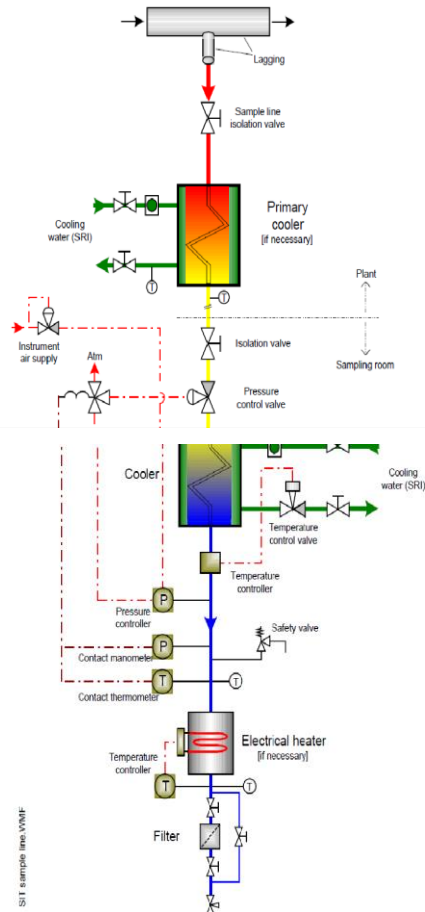 Lagging
Sample line
isolation valve
Primary
cooler
[if necessary]
Cooling
water (SRI)
T
T
Plant
Sampling room
Instrument
air supply
Isolation valve
Atm
Pressure
control valve
Cooler
Cooling
water (SRI)
Temperature
control valve
Temperature
controller
P
Pressure
controller
Safety valve
P
Contact manometer
T
T
Contact thermometer
Electrical heater
[if necessary]
Temperature
controller
T
T
Filter
SIT sample line.WMF